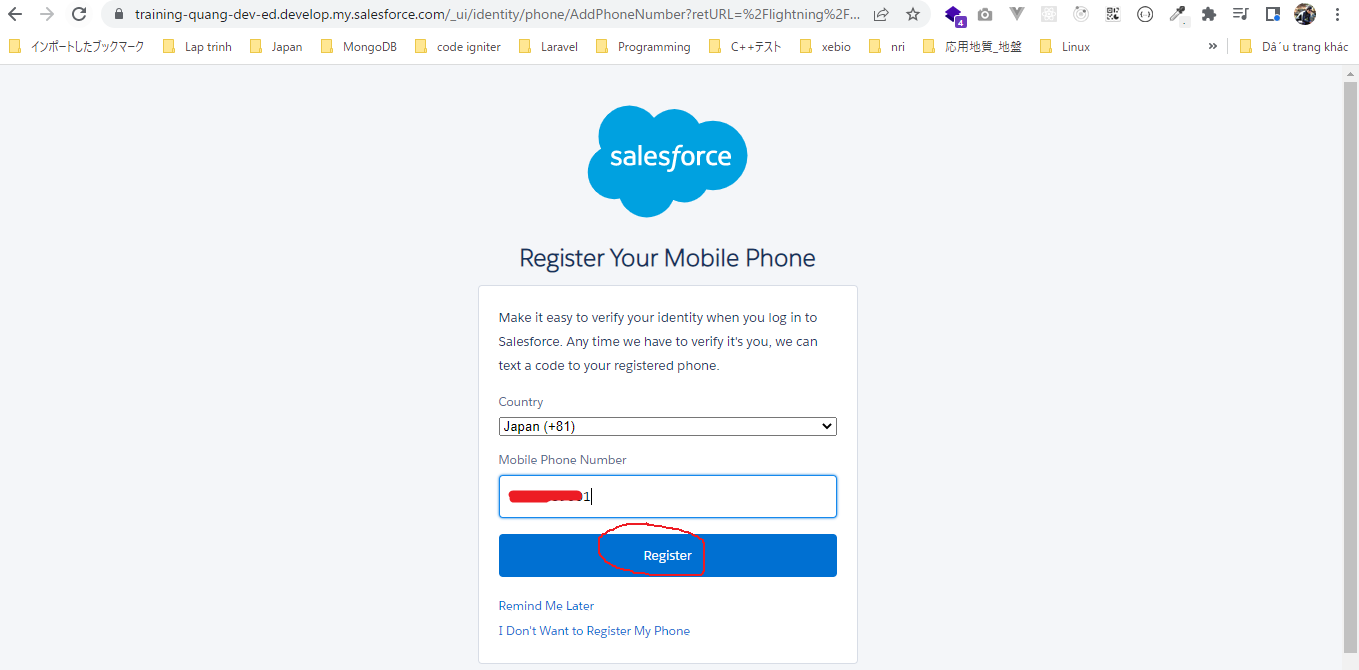 training-quang-dev-ed.develop.my.salesforce.com/_ui/identity/phone/AddPhoneNumber?retURL=%2Flightning%2F...
4
インポートしたブックマーク Lap trinh Japan MongoDB code igniter Laravel Programming C++テスト xebio nri 応用地質_地盤 Linux » Dấu trang khác
salesforce
Register Your Mobile Phone
Make it easy to verify your identity when you log in to
Salesforce. Any time we have to verify it's you, we can
text a code to your registered phone.
Country
Japan (+81)
Mobile Phone Number
1
Register
Remind Me Later
I Don't Want to Register My Phone